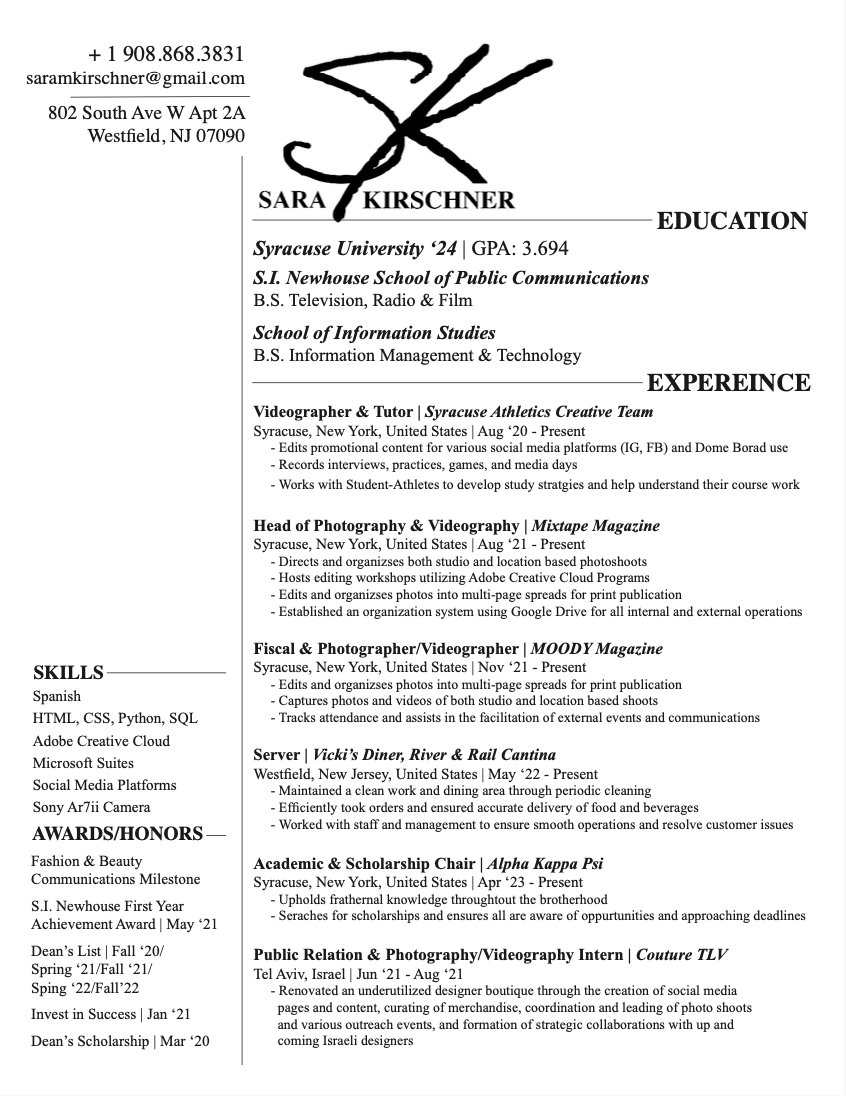 + 1 908.868.3831
saramkirschner@gmail.com
802 South Ave W Apt 2A
Westfield, NJ 07090
SK
SARA KIRSCHNER
EDUCATION
Syracuse University ‘24 | GPA: 3.694
S.I. Newhouse School of Public Communications
B.S. Television, Radio & Film
School of Information Studies
B.S. Information Management & Technology
EXPEREINCE
Videographer & Tutor | Syracuse Athletics Creative Team
Syracuse, New York, United States | Aug ‘20 - Present
- Edits promotional content for various social media platforms (IG, FB) and Dome Borad use
- Records interviews, practices, games, and media days
- Works with Student-Athletes to develop study stratgies and help understand their course work
Head of Photography & Videography | Mixtape Magazine
Syracuse, New York, United States | Aug ‘21 - Present
- Directs and organizses both studio and location based photoshoots
- Hosts editing workshops utilizing Adobe Creative Cloud Programs
- Edits and organizses photos into multi-page spreads for print publication
- Established an organization system using Google Drive for all internal and external operations
Fiscal & Photographer/Videographer | MOODY Magazine
Syracuse, New York, United States | Nov ‘21 - Present
- Edits and organizses photos into multi-page spreads for print publication
- Captures photos and videos of both studio and location based shoots
- Tracks attendance and assists in the facilitation of external events and communications
Server | Vicki’s Diner, River & Rail Cantina
Westfield, New Jersey, United States | May ‘22 - Present
- Maintained a clean work and dining area through periodic cleaning
- Efficiently took orders and ensured accurate delivery of food and beverages
- Worked with staff and management to ensure smooth operations and resolve customer issues
Academic & Scholarship Chair | Alpha Kappa Psi
Syracuse, New York, United States | Apr ‘23 - Present
- Upholds frathernal knowledge throughtout the brotherhood
- Seraches for scholarships and ensures all are aware of oppurtunities and approaching deadlines
Public Relation & Photography/Videography Intern | Couture TLV
Tel Aviv, Israel | Jun ‘21 - Aug ‘21
- Renovated an underutilized designer boutique through the creation of social media
pages and content, curating of merchandise, coordination and leading of photo shoots
and various outreach events, and formation of strategic collaborations with up and
coming Israeli designers
SKILLS
Spanish
HTML, CSS, Python, SQL
Adobe Creative Cloud
Microsoft Suites
Social Media Platforms
Sony Ar7ii Camera
AWARDS/HONORS
Fashion & Beauty
Communications Milestone
S.I. Newhouse First Year
Achievement Award | May ‘21
Dean’s List | Fall ‘20/
Spring ‘21/Fall ‘21/
Sping ‘22/Fall’22
Invest in Success | Jan ‘21
Dean’s Scholarship | Mar ‘20